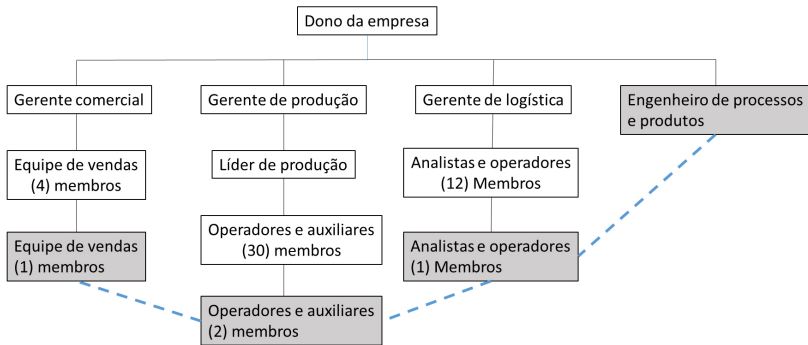 Dono da empresa
Gerente comercial
Gerente de produção
Gerente de logística
Engenheiro de processos
e produtos
Equipe de vendas
(4) membros
Líder de produção
Analistas e operadores
(12) Membros
Operadores e auxiliares
(30) membros
Equipe de vendas
(1) membros
Analistas e operadores
(1) Membros
Operadores e auxiliares
(2) membros